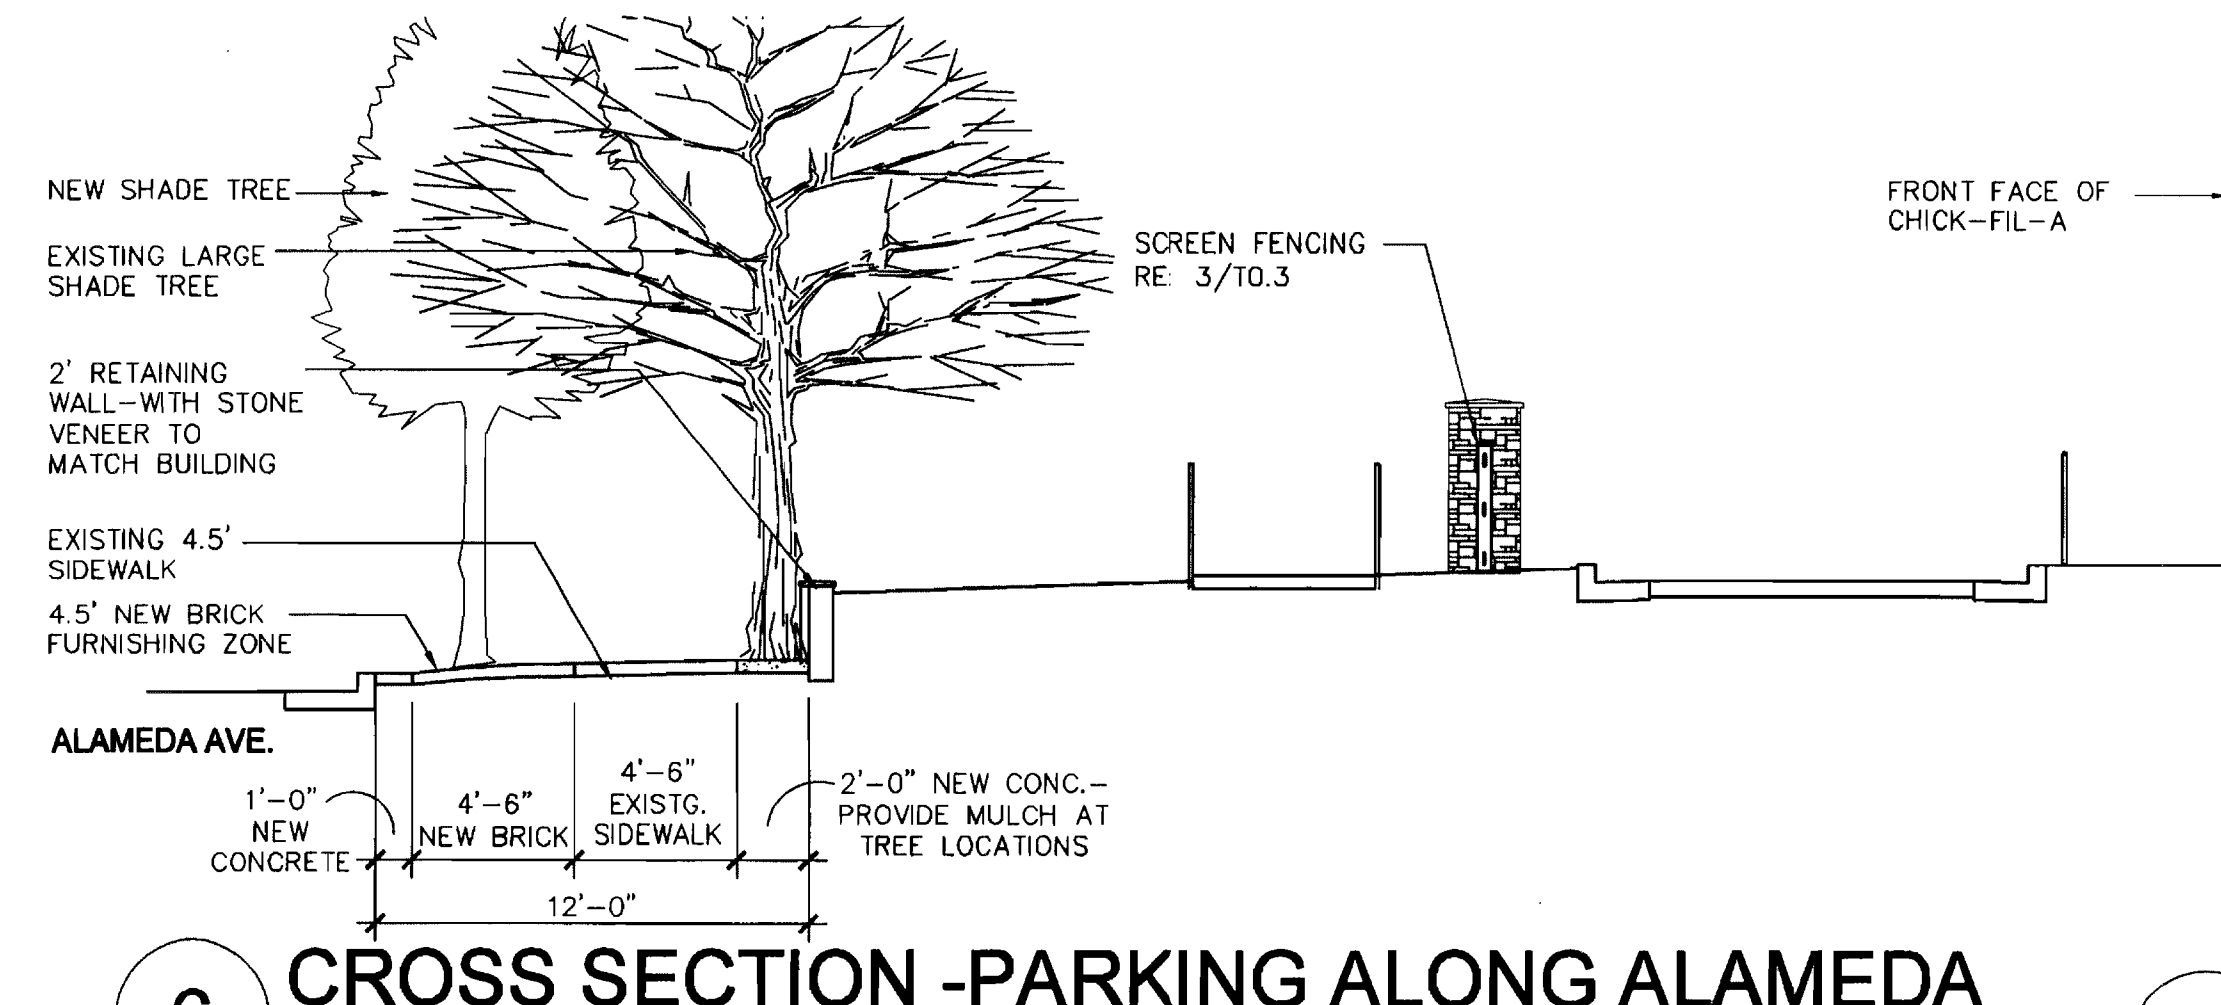 NEW SHADE TREE
EXISTING LARGE
SHADE TREE
2' RETAINING
WALL-WITH STONE
VENEER TO
MATCH BUILDING
EXISTING 4.5'
SIDEWALK
4.5' NEW BRICK
FURNISHING ZONE
SCREEN FENCING
RE: 3/T0.3
FRONT FACE OF
CHICK-FIL-A
ALAMEDA AVE.
1'-0"
NEW
CONCRETE
4'-6"
NEW BRICK
4'-6"
EXISTG.
SIDEWALK
2'-0" NEW CONC.-
PROVIDE MULCH AT
TREE LOCATIONS
12'-0"
CROSS SECTION -PARKING ALONG ALAMEDA